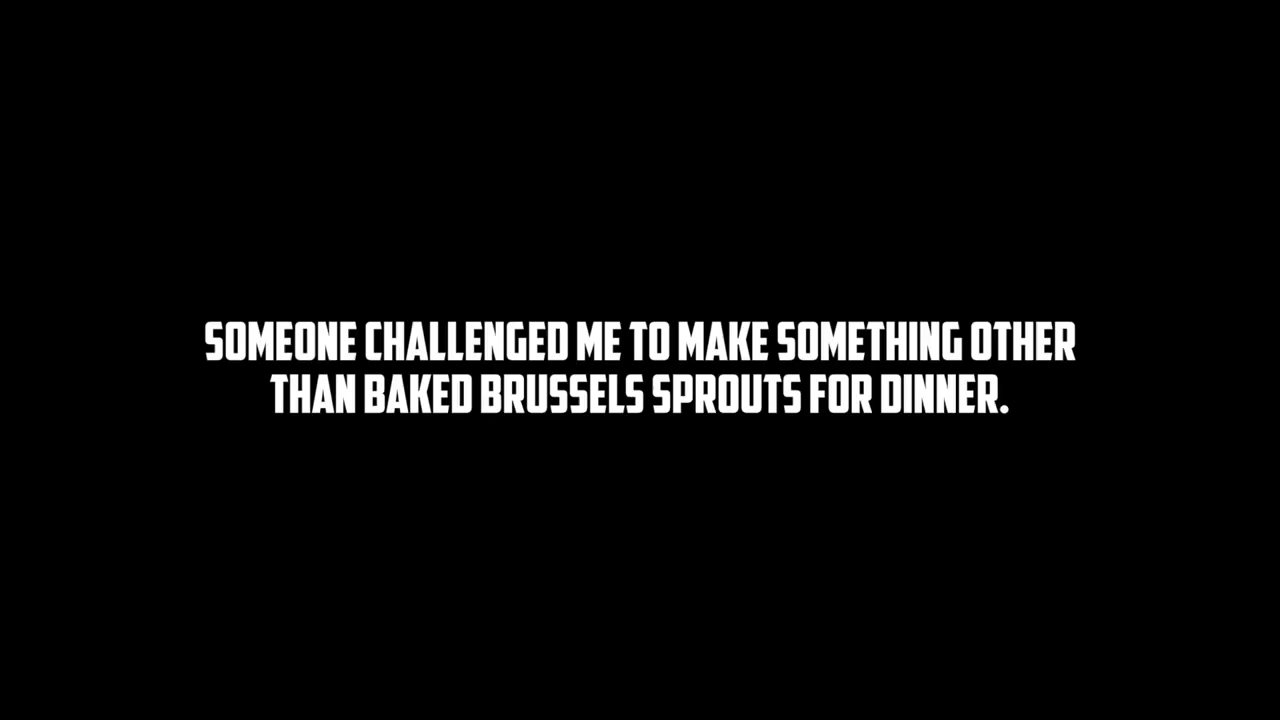 SOMEONE CHALLENGED ME TO MAKE SOMETHING OTHER
THAN BAKED BRUSSELS SPROUTS FOR DINNER.